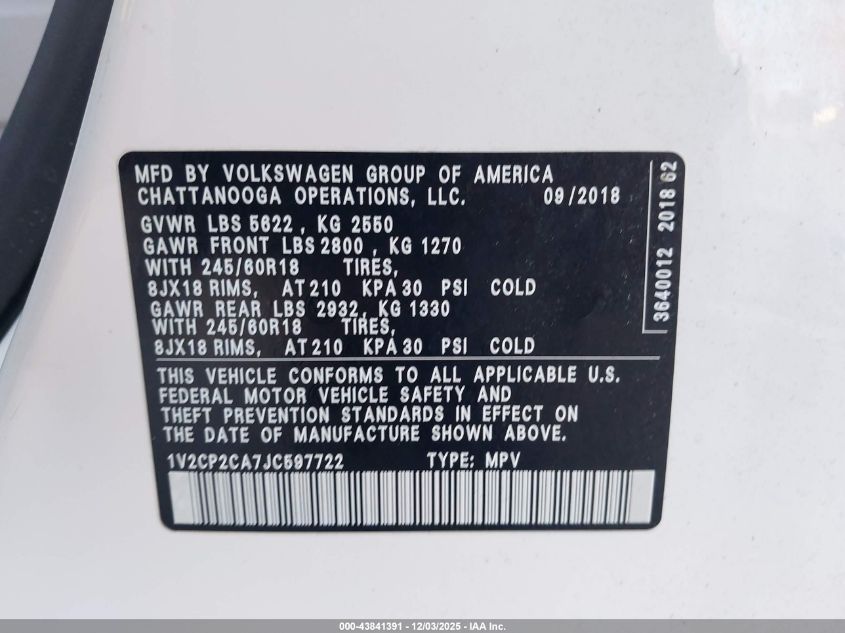 MFD BY VOLKSWAGEN GROUP OF AMERICA
CHATTANOOGA OPERATIONS, LLC. 09/2018
GVWR LBS 5622 , KG 2550
GAWR FRONT LBS 2800 , KG 1270
WITH 245/60R18 TIRES,
8JX18 RIMS, AT 210 KPA 30 PSI COLD
GAWR REAR LBS 2932, KG 1330
WITH 245/60R18 TIRES,
8JX18 RIMS, AT 210 KPA 30 PSI COLD
THIS VEHICLE CONFORMS TO ALL APPLICABLE U.S.
FEDERAL MOTOR VEHICLE SAFETY AND
THEFT PREVENTION STANDARDS IN EFFECT ON
THE DATE OF MANUFACTURE SHOWN ABOVE.
1V2CP2CA7JC597722 TYPE: MPV
3640012 2018 62
000-43841391 - 12/03/2025 - IAA Inc.